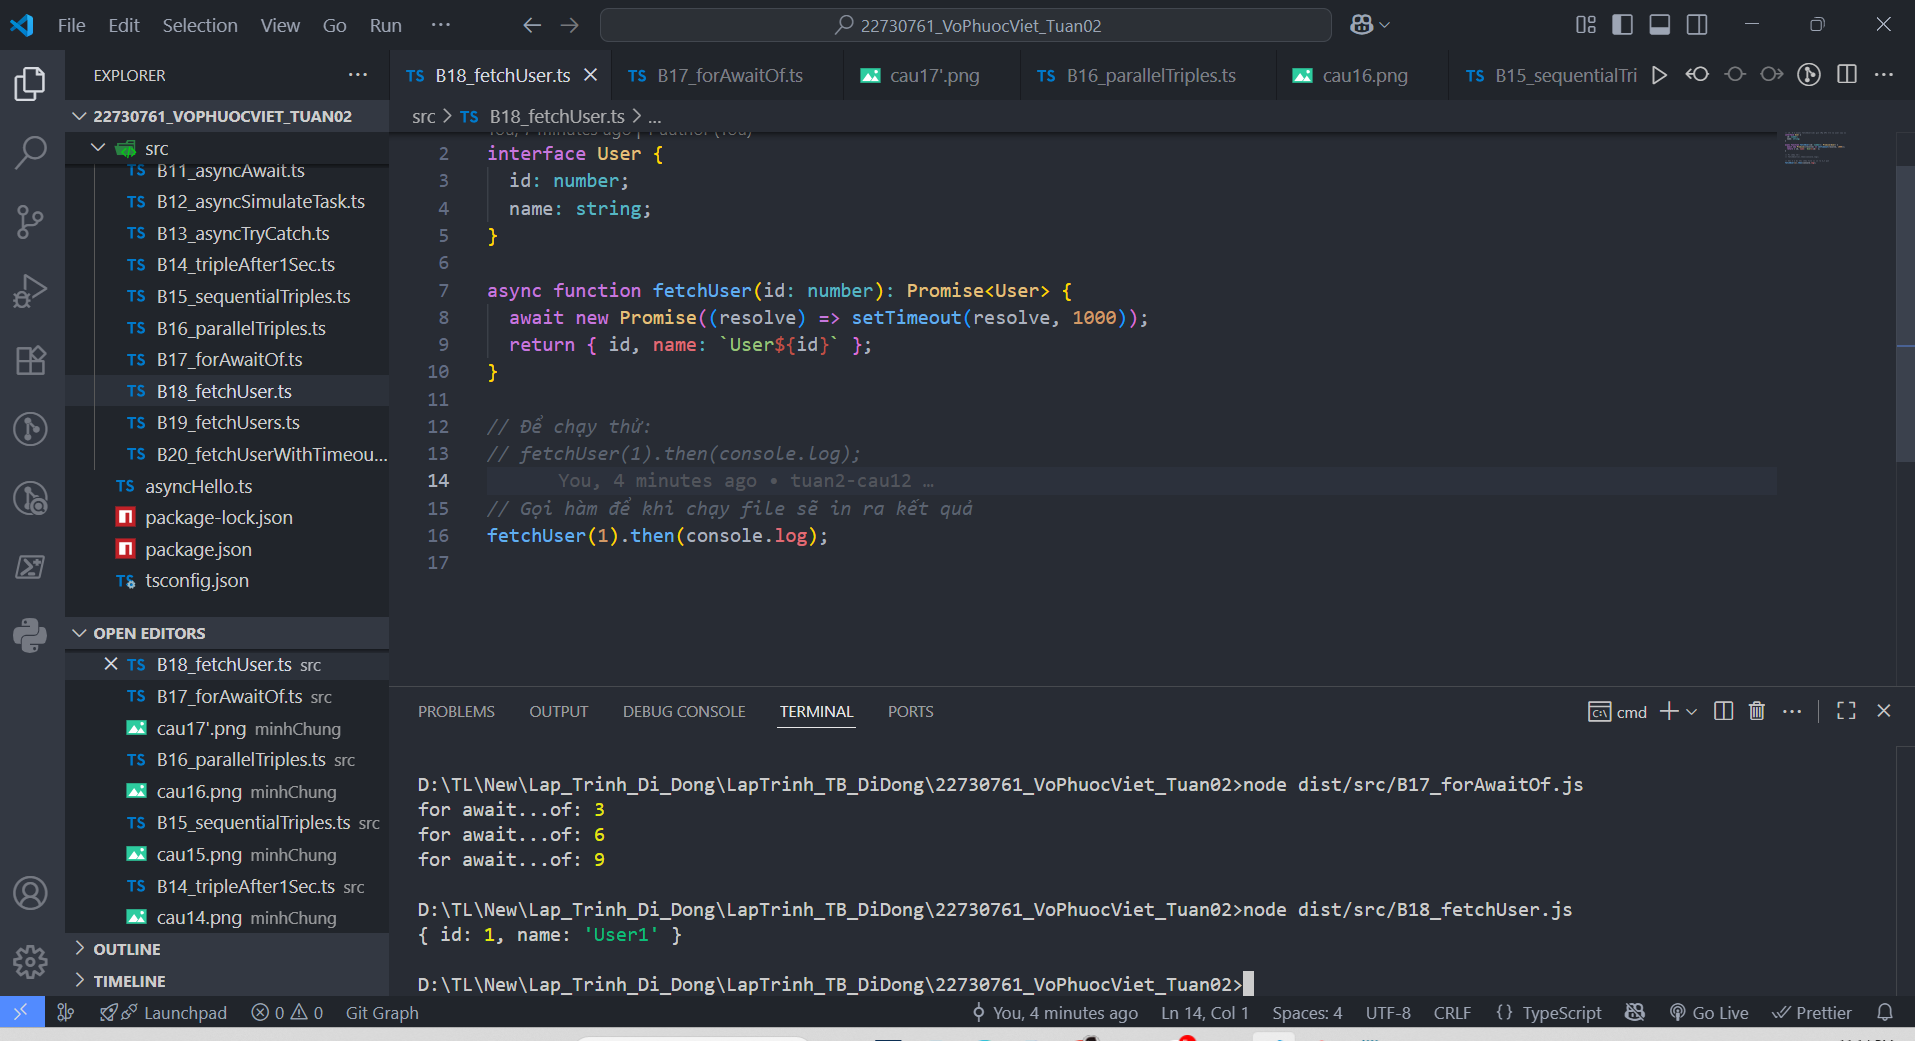 File Edit Selection View Go Run ··· 22730761_VoPhuocViet_Tuan02
EXPLORER ···
22730761_VOPHUOCVIET_TUAN02
src
B11_asyncAwait.ts
TS B12_asyncSimulateTask.ts
TS B13_asyncTryCatch.ts
TS B14_tripleAfter1Sec.ts
TS B15_sequentialTriples.ts
TS B16_parallelTriples.ts
TS B17_forAwaitOf.ts
TS B18_fetchUser.ts
TS B19_fetchUsers.ts
TS B20_fetchUserWithTimeou...
TS asyncHello.ts
package-lock.json
package.json
TS tsconfig.json
OPEN EDITORS
TS B18_fetchUser.ts src
TS B17_forAwaitOf.ts src
cau17'.png minhChung
TS B16_parallelTriples.ts src
cau16.png minhChung
TS B15_sequentialTriples.ts src
cau15.png minhChung
TS B14_tripleAfter1Sec.ts src
cau14.png minhChung
OUTLINE
TIMELINE
TS B18_fetchUser.ts TS B17_forAwaitOf.ts cau17'.png TS B16_parallelTriples.ts cau16.png TS B15_sequentialTri
src > TS B18_fetchUser.ts > ...
You, 4 minutes ago | 1 author (You)
2 interface User {
3 id: number;
4 name: string;
5 }
6
7 async function fetchUser(id: number): Promise<User> {
8 await new Promise((resolve) => setTimeout(resolve, 1000));
9 return { id, name: `User${id}` };
10 }
11
12 // Để chạy thử:
13 // fetchUser(1).then(console.log);
14 You, 4 minutes ago • tuan2-cau12 …
15 // Gọi hàm để khi chạy file sẽ in ra kết quả
16 fetchUser(1).then(console.log);
17
PROBLEMS OUTPUT DEBUG CONSOLE TERMINAL PORTS cmd
D:\TL\New\Lap_Trinh_Di_Dong\LapTrinh_TB_DiDong\22730761_VoPhuocViet_Tuan02>node dist/src/B17_forAwaitOf.js
for await...of: 3
for await...of: 6
for await...of: 9
D:\TL\New\Lap_Trinh_Di_Dong\LapTrinh_TB_DiDong\22730761_VoPhuocViet_Tuan02>node dist/src/B18_fetchUser.js
{ id: 1, name: 'User1' }
D:\TL\New\Lap_Trinh_Di_Dong\LapTrinh_TB_DiDong\22730761_VoPhuocViet_Tuan02>
Launchpad 0 0 Git Graph You, 4 minutes ago Ln 14, Col 1 Spaces: 4 UTF-8 CRLF {} TypeScript Go Live Prettier